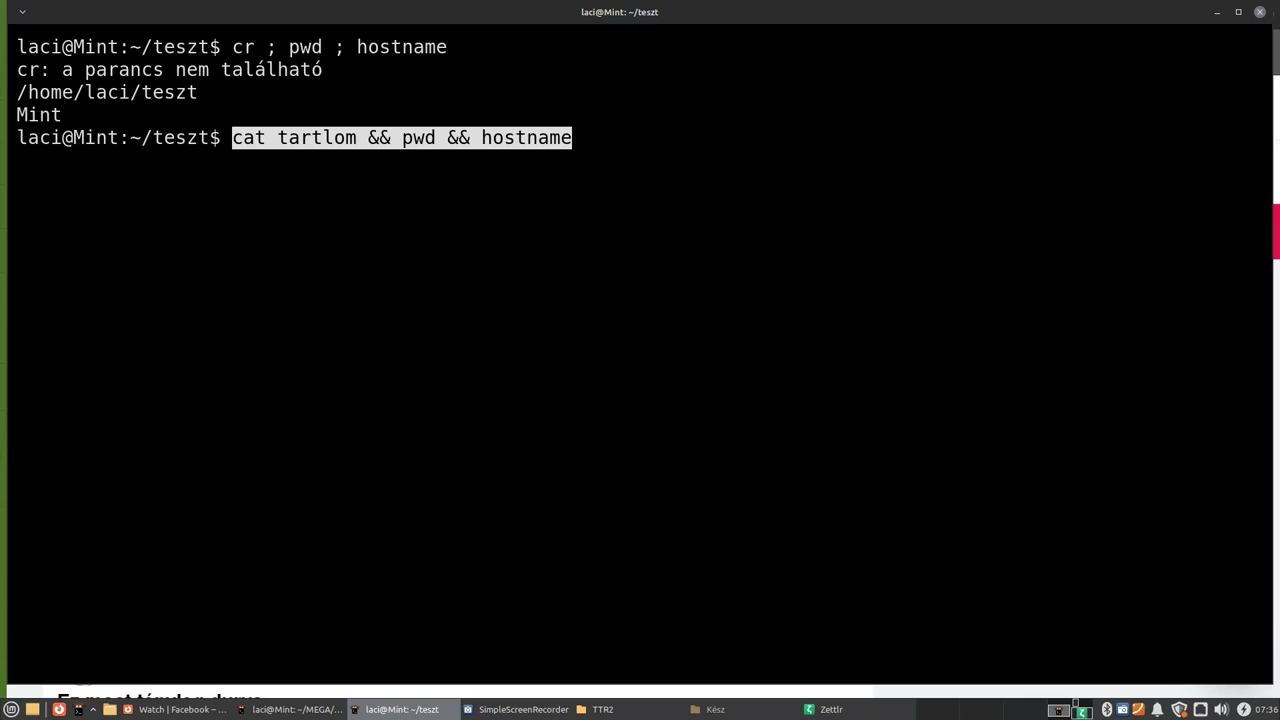 laci@Mint: ~/teszt
laci@Mint:~/teszt$ cr ; pwd ; hostname
cr: a parancs nem található
/home/laci/teszt
Mint
laci@Mint:~/teszt$ cat tartlom && pwd && hostname
Watch | Facebook – ...
laci@Mint: ~/MEGA/...
laci@Mint: ~/teszt
SimpleScreenRecorder
TTR2
Kész
Zettlr
07:36